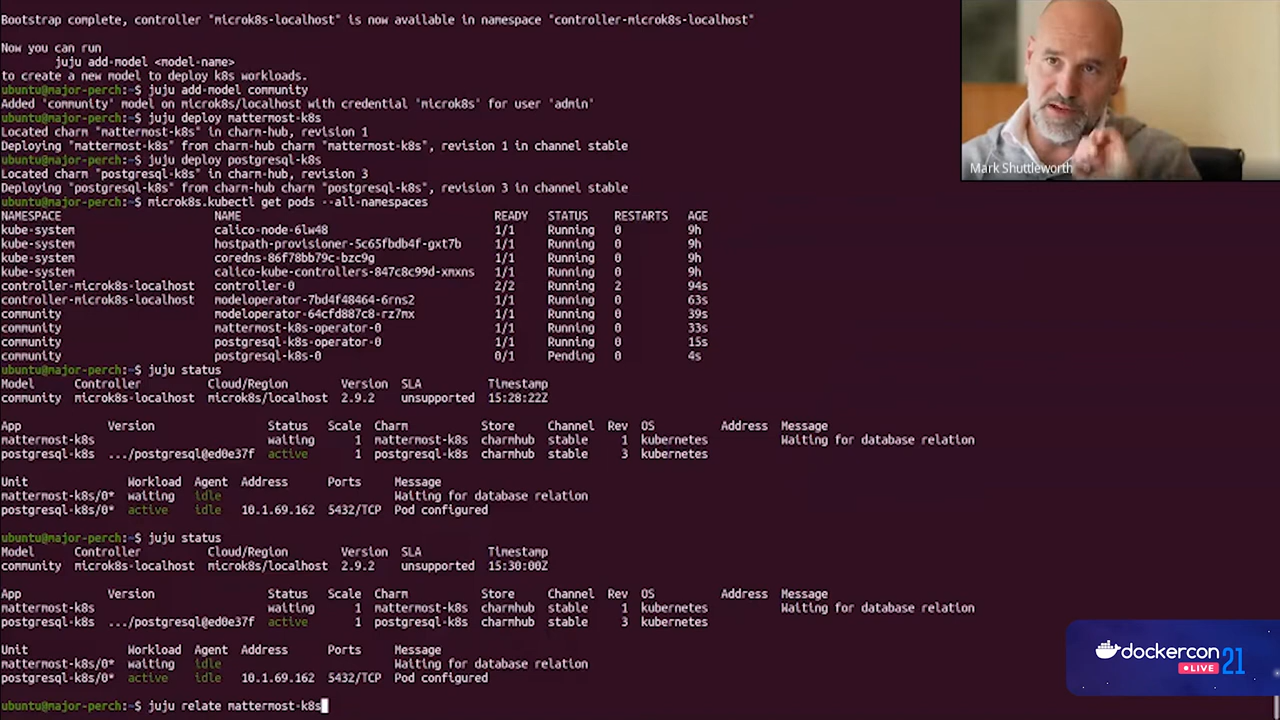 Bootstrap complete, controller "microk8s-localhost" is now available in namespace "controller-microk8s-localhost"
Now you can run
juju add-model <model-name>
to create a new model to deploy k8s workloads.
ubuntu@major-perch:~$ juju add-model community
Added 'community' model on microk8s/localhost with credential 'microk8s' for user 'admin'
ubuntu@major-perch:~$ juju deploy mattermost-k8s
Located charm "mattermost-k8s" in charm-hub, revision 1
Deploying "mattermost-k8s" from charm-hub charm "mattermost-k8s", revision 1 in channel stable
ubuntu@major-perch:~$ juju deploy postgresql-k8s
Located charm "postgresql-k8s" in charm-hub, revision 3
Deploying "postgresql-k8s" from charm-hub charm "postgresql-k8s", revision 3 in channel stable
ubuntu@major-perch:~$ microk8s.kubectl get pods --all-namespaces
NAMESPACE NAME READY STATUS RESTARTS AGE
kube-system calico-node-6lw48 1/1 Running 0 9h
kube-system hostpath-provisioner-5c65fbdb4f-gxt7b 1/1 Running 0 9h
kube-system coredns-86f78bb79c-bzc9g 1/1 Running 0 9h
kube-system calico-kube-controllers-847c8c99d-xmxns 1/1 Running 0 9h
controller-microk8s-localhost controller-0 2/2 Running 2 94s
controller-microk8s-localhost modeloperator-7bd4f48464-6rns2 1/1 Running 0 63s
community modeloperator-64cfd887c8-rz7mx 1/1 Running 0 39s
community mattermost-k8s-operator-0 1/1 Running 0 33s
community postgresql-k8s-operator-0 1/1 Running 0 15s
community postgresql-k8s-0 0/1 Pending 0 4s
ubuntu@major-perch:~$ juju status
Model Controller Cloud/Region Version SLA Timestamp
community microk8s-localhost microk8s/localhost 2.9.2 unsupported 15:28:22Z
App Version Status Scale Charm Store Channel Rev OS Address Message
mattermost-k8s waiting 1 mattermost-k8s charmhub stable 1 kubernetes Waiting for database relation
postgresql-k8s .../postgresql@ed0e37f active 1 postgresql-k8s charmhub stable 3 kubernetes
Unit Workload Agent Address Ports Message
mattermost-k8s/0* waiting idle Waiting for database relation
postgresql-k8s/0* active idle 10.1.69.162 5432/TCP Pod configured
ubuntu@major-perch:~$ juju status
Model Controller Cloud/Region Version SLA Timestamp
community microk8s-localhost microk8s/localhost 2.9.2 unsupported 15:30:00Z
App Version Status Scale Charm Store Channel Rev OS Address Message
mattermost-k8s waiting 1 mattermost-k8s charmhub stable 1 kubernetes Waiting for database relation
postgresql-k8s .../postgresql@ed0e37f active 1 postgresql-k8s charmhub stable 3 kubernetes
Unit Workload Agent Address Ports Message
mattermost-k8s/0* waiting idle Waiting for database relation
postgresql-k8s/0* active idle 10.1.69.162 5432/TCP Pod configured
ubuntu@major-perch:~$ juju relate mattermost-k8s
Mark Shuttleworth
dockercon
LIVE 21